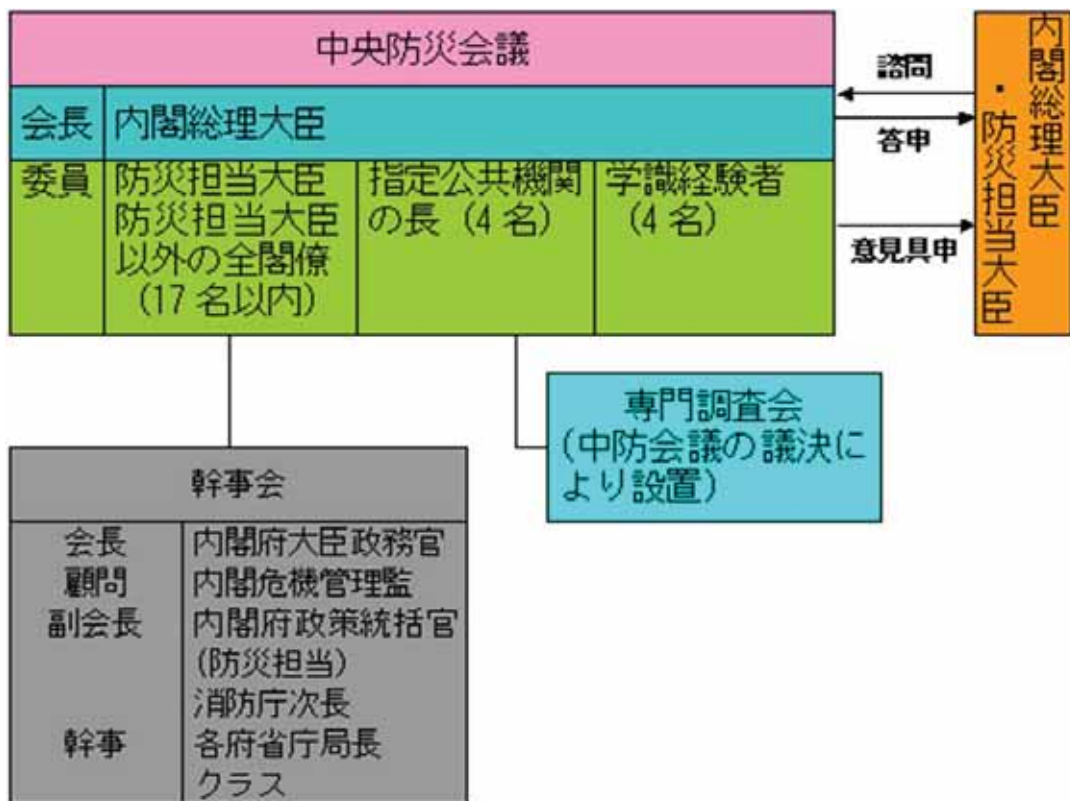 中央防災会議
会長 内閣総理大臣
委員 防災担当大臣
防災担当大臣
以外の全閣僚
(17名以内)
指定公共機関
の長(4名)
学識経験者
(4名)
諮問
答申
意見具申
内閣総理大臣
・防災担当大臣
専門調査会
(中防会議の議決に
より設置)
幹事会
会長 内閣府大臣政務官
顧問 内閣危機管理監
副会長 内閣府政策統括官
(防災担当)
消防庁次長
幹事 各府省庁局長
クラス